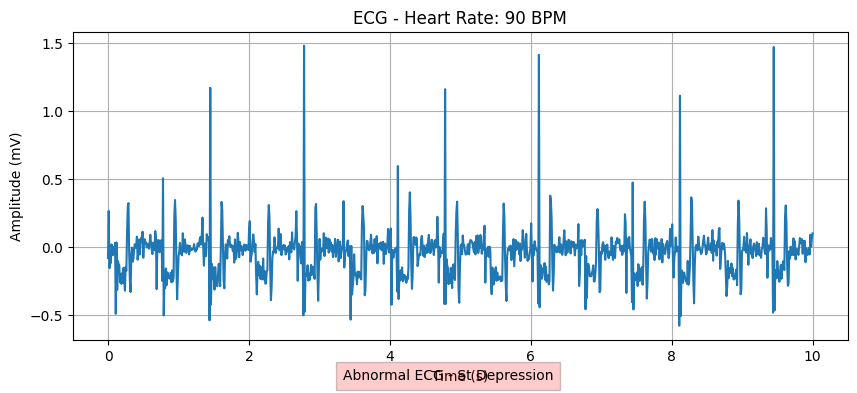 ECG - Heart Rate: 90 BPM
1.5
1.0
0.5
0.0
−0.5
Amplitude (mV)
0 2 4 6 8 10
Time (s)
Abnormal ECG - St Depression